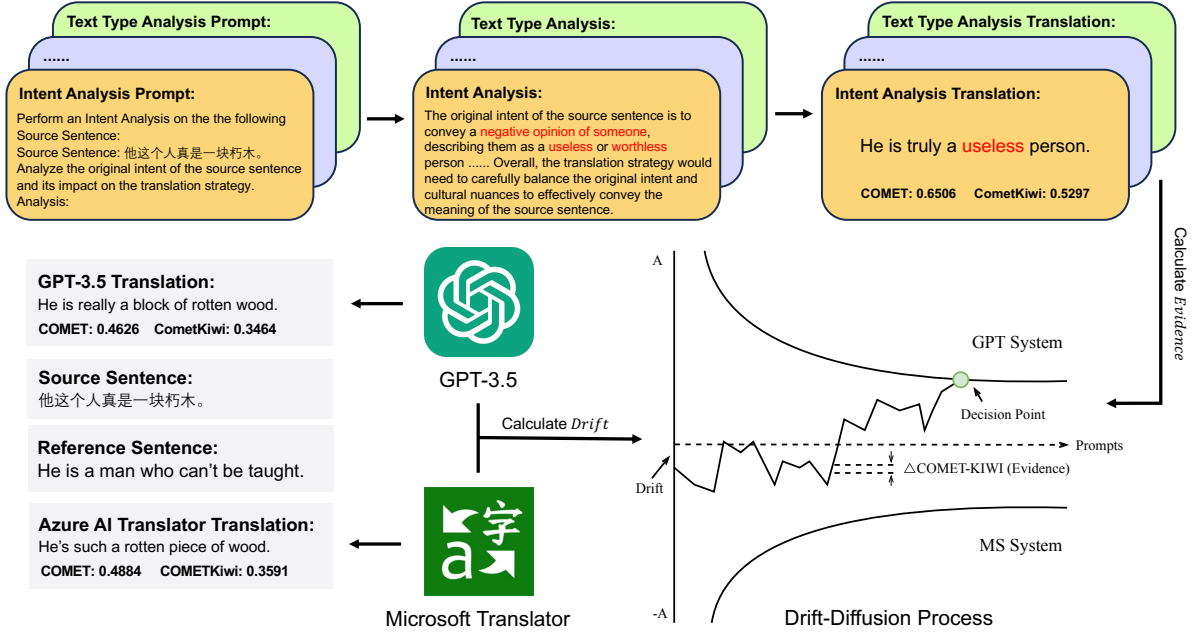 Text Type Analysis Prompt:
......
Intent Analysis Prompt:
Perform an Intent Analysis on the the following
Source Sentence:
Source Sentence: 他这个人真是一块朽木。
Analyze the original intent of the source sentence
and its impact on the translation strategy.
Analysis:
Text Type Analysis:
......
Intent Analysis:
The original intent of the source sentence is to
convey a negative opinion of someone,
describing them as a useless or worthless
person ...... Overall, the translation strategy would
need to carefully balance the original intent and
cultural nuances to effectively convey the
meaning of the source sentence.
Text Type Analysis Translation:
......
Intent Analysis Translation:
He is truly a useless person.
COMET: 0.6506 CometKiwi: 0.5297
Calculate Evidence
GPT-3.5 Translation:
He is really a block of rotten wood.
COMET: 0.4626 CometKiwi: 0.3464
Source Sentence:
他这个人真是一块朽木。
Reference Sentence:
He is a man who can't be taught.
Azure AI Translator Translation:
He's such a rotten piece of wood.
COMET: 0.4884 COMETKiwi: 0.3591
GPT-3.5
Calculate Drift
字
a
Microsoft Translator
A
GPT System
Decision Point
Prompts
△COMET-KIWI (Evidence)
Drift
MS System
-A
Drift-Diffusion Process